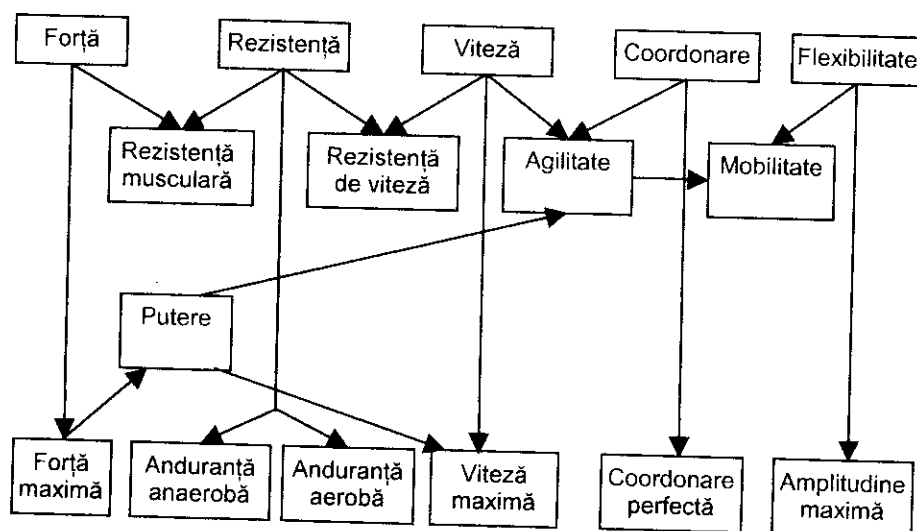 Forță
Rezistență
Viteză
Coordonare
Flexibilitate
Rezistență
musculară
Rezistență
de viteză
Agilitate
Mobilitate
Putere
Forță
maximă
Anduranță
anaerobă
Anduranță
aerobă
Viteză
maximă
Coordonare
perfectă
Amplitudine
maximă